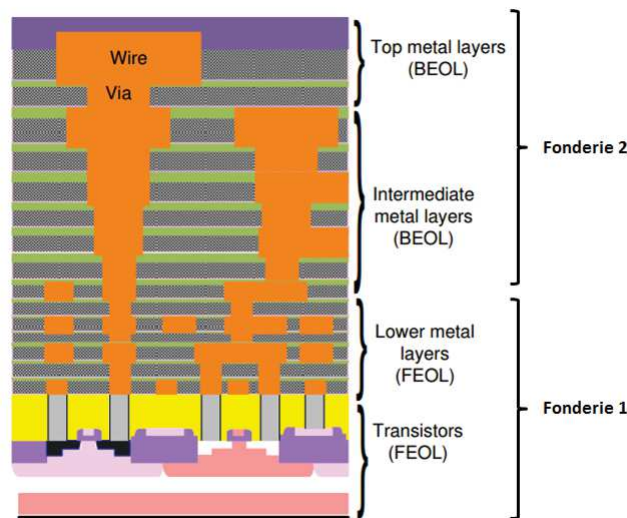 Wire
Via
Top metal layers
(BEOL)
Fonderie 2
Intermediate
metal layers
(BEOL)
Lower metal
layers
(FEOL)
Fonderie 1
Transistors
(FEOL)